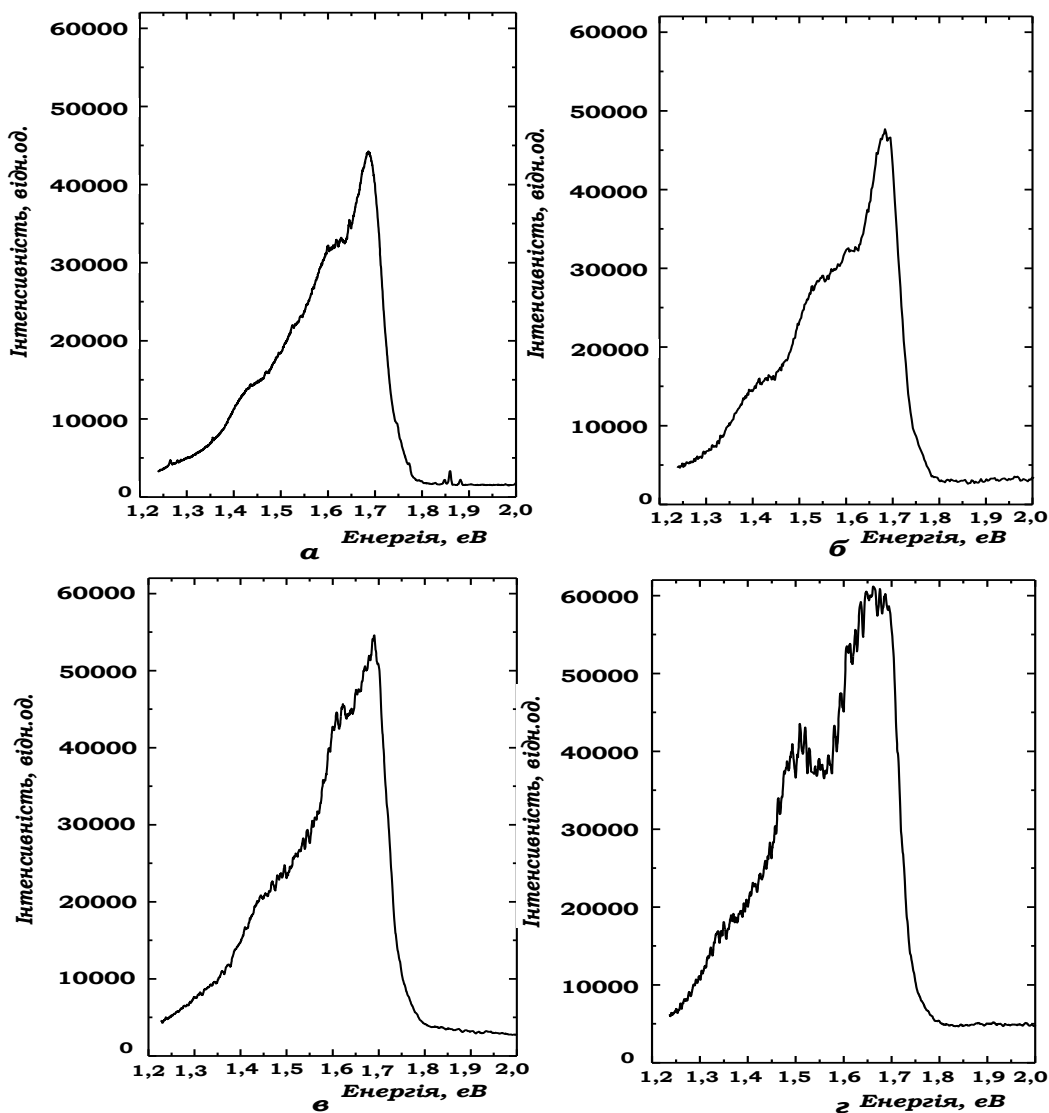 60000
50000
40000
30000
20000
10000
0
Інтенсивність, відн.од.
1,2 1,3 1,4 1,5 1,6 1,7 1,8 1,9 2,0
Енергія, еВ
а
60000
50000
40000
30000
20000
10000
0
Інтенсивність, відн.од.
1,2 1,3 1,4 1,5 1,6 1,7 1,8 1,9 2,0
Енергія, еВ
б
60000
50000
40000
30000
20000
10000
0
Інтенсивність, відн.од.
1,2 1,3 1,4 1,5 1,6 1,7 1,8 1,9 2,0
Енергія, еВ
в
60000
50000
40000
30000
20000
10000
0
Інтенсивність, відн.од.
1,2 1,3 1,4 1,5 1,6 1,7 1,8 1,9 2,0
Енергія, еВ
г